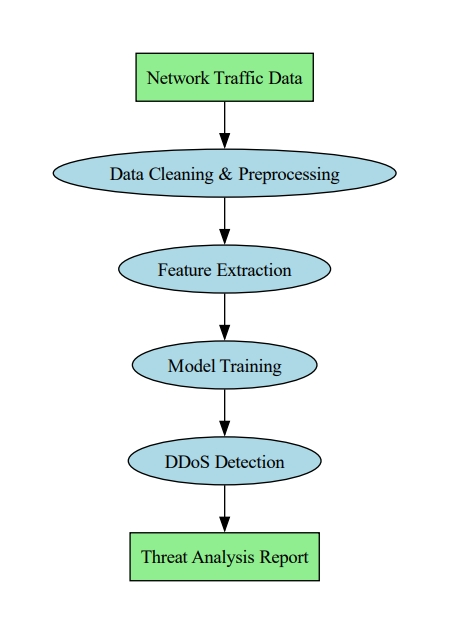 Network Traffic Data
Data Cleaning & Preprocessing
Feature Extraction
Model Training
DDoS Detection
Threat Analysis Report